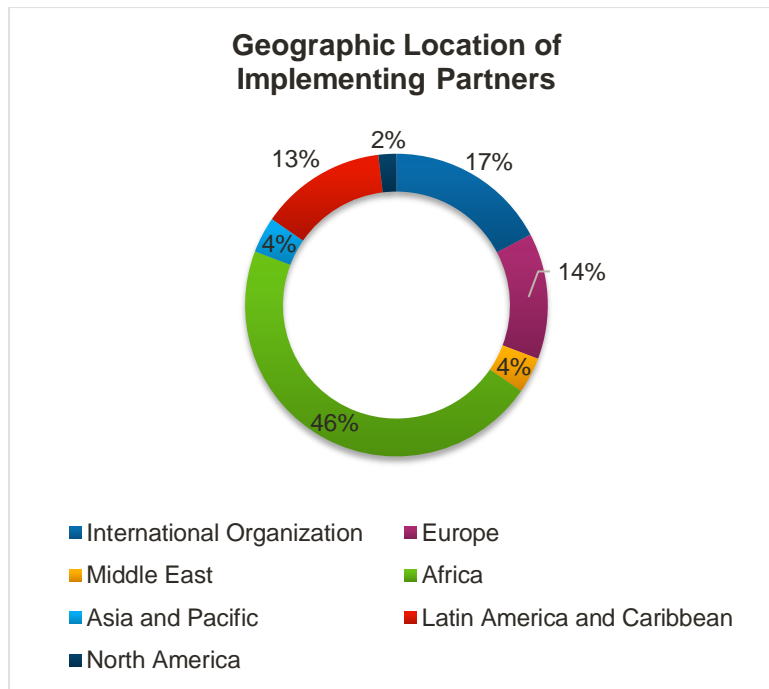 Geographic Location of
Implementing Partners
2%
17%
13%
14%
4%
4%
46%
International Organization
Europe
Middle East
Africa
Asia and Pacific
Latin America and Caribbean
North America